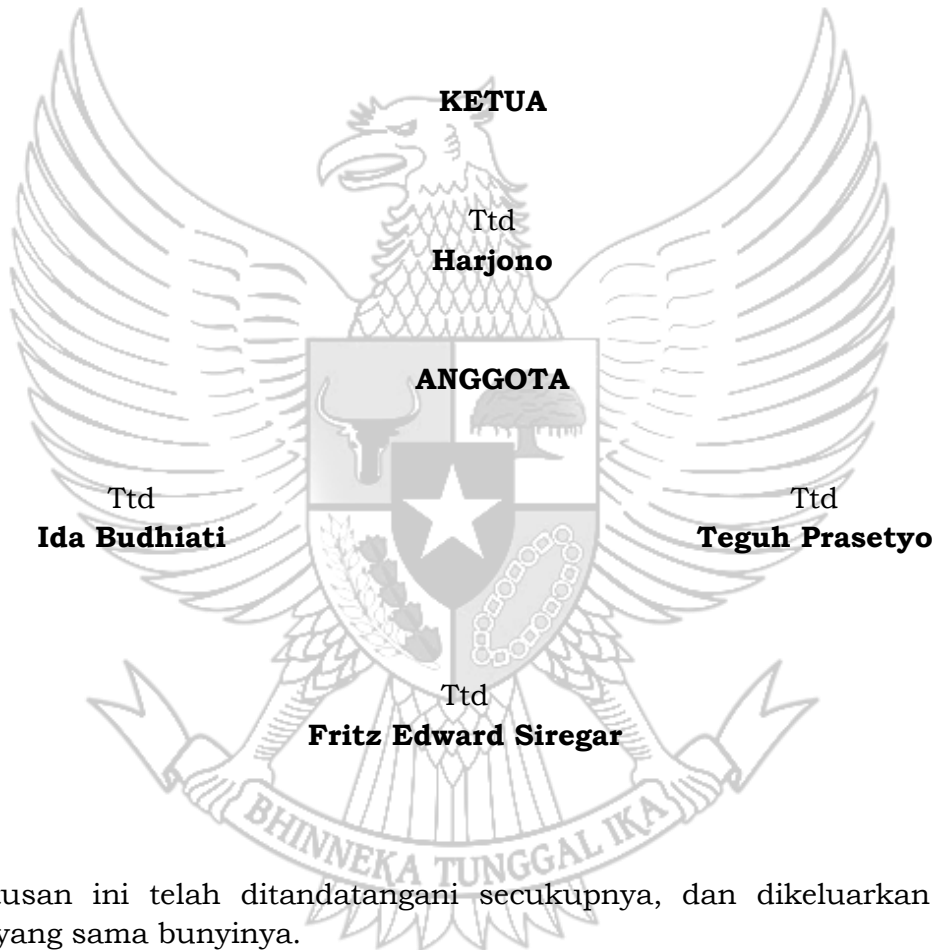 KETUA
Ttd
Harjono
ANGGOTA
Ttd Ttd
Ida Budhiati Teguh Prasetyo
Ttd
Fritz Edward Siregar
BHINNEKA TUNGGAL IKA
usan ini telah ditandatangani secukupnya, dan dikeluarkan
yang sama bunyinya.